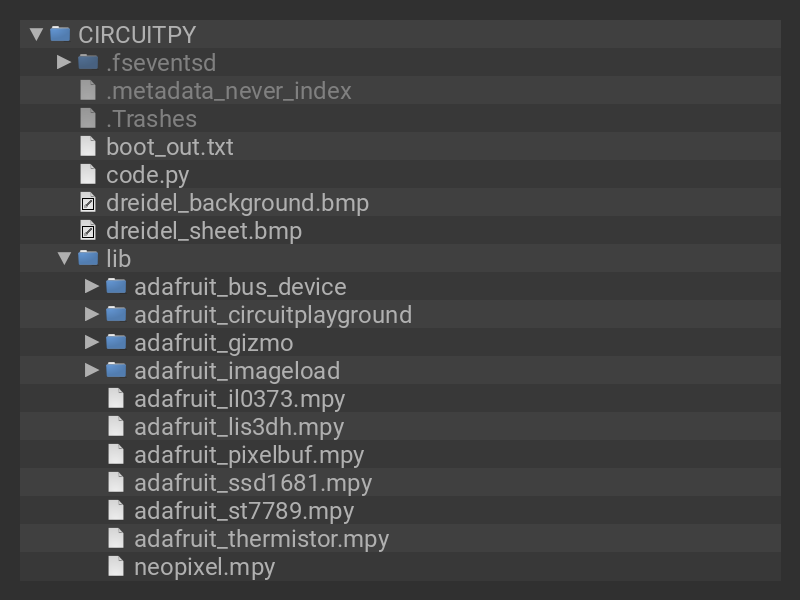 CIRCUITPY
.fseventsd
.metadata_never_index
.Trashes
boot_out.txt
code.py
dreidel_background.bmp
dreidel_sheet.bmp
lib
adafruit_bus_device
adafruit_circuitplayground
adafruit_gizmo
adafruit_imageload
adafruit_il0373.mpy
adafruit_lis3dh.mpy
adafruit_pixelbuf.mpy
adafruit_ssd1681.mpy
adafruit_st7789.mpy
adafruit_thermistor.mpy
neopixel.mpy